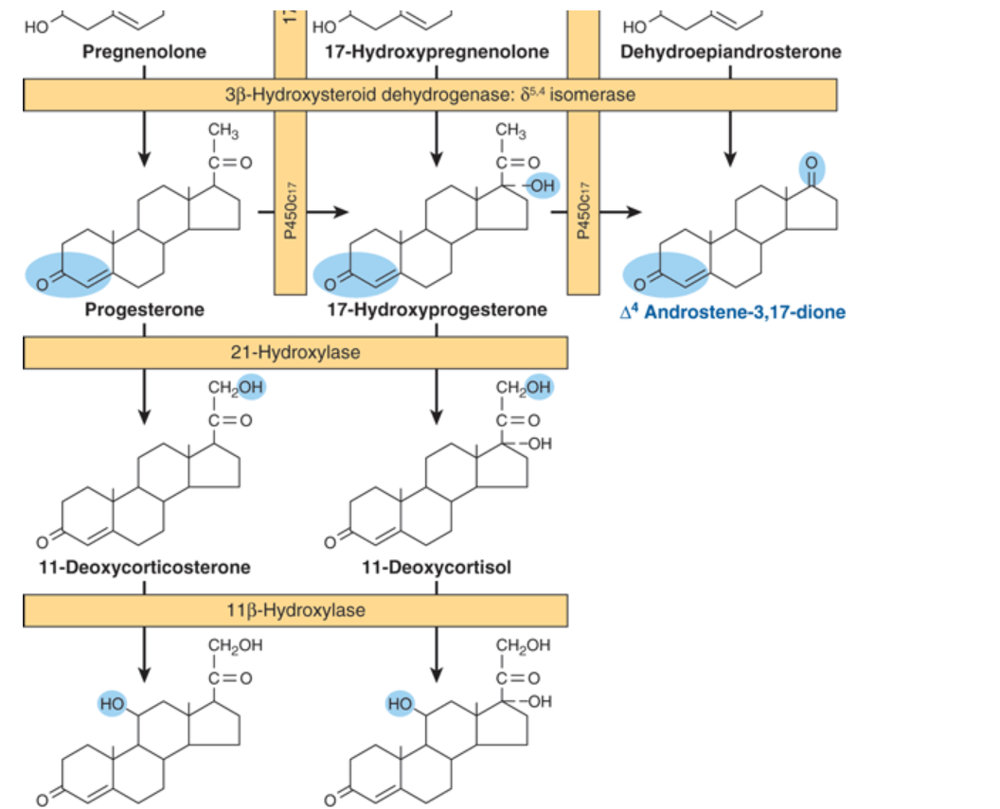 HO
HO
HO
17
Pregnenolone
17-Hydroxypregnenolone
Dehydroepiandrosterone
3β-Hydroxysteroid dehydrogenase: δ5,4 isomerase
CH3
C=O
CH3
C=O
--OH
O
P450c17
P450c17
O
O
O
Progesterone
17-Hydroxyprogesterone
Δ4 Androstene-3,17-dione
21-Hydroxylase
CH2OH
C=O
CH2OH
C=O
--OH
O
O
11-Deoxycorticosterone
11-Deoxycortisol
11β-Hydroxylase
CH2OH
C=O
HO
CH2OH
C=O
HO
--OH
O
O